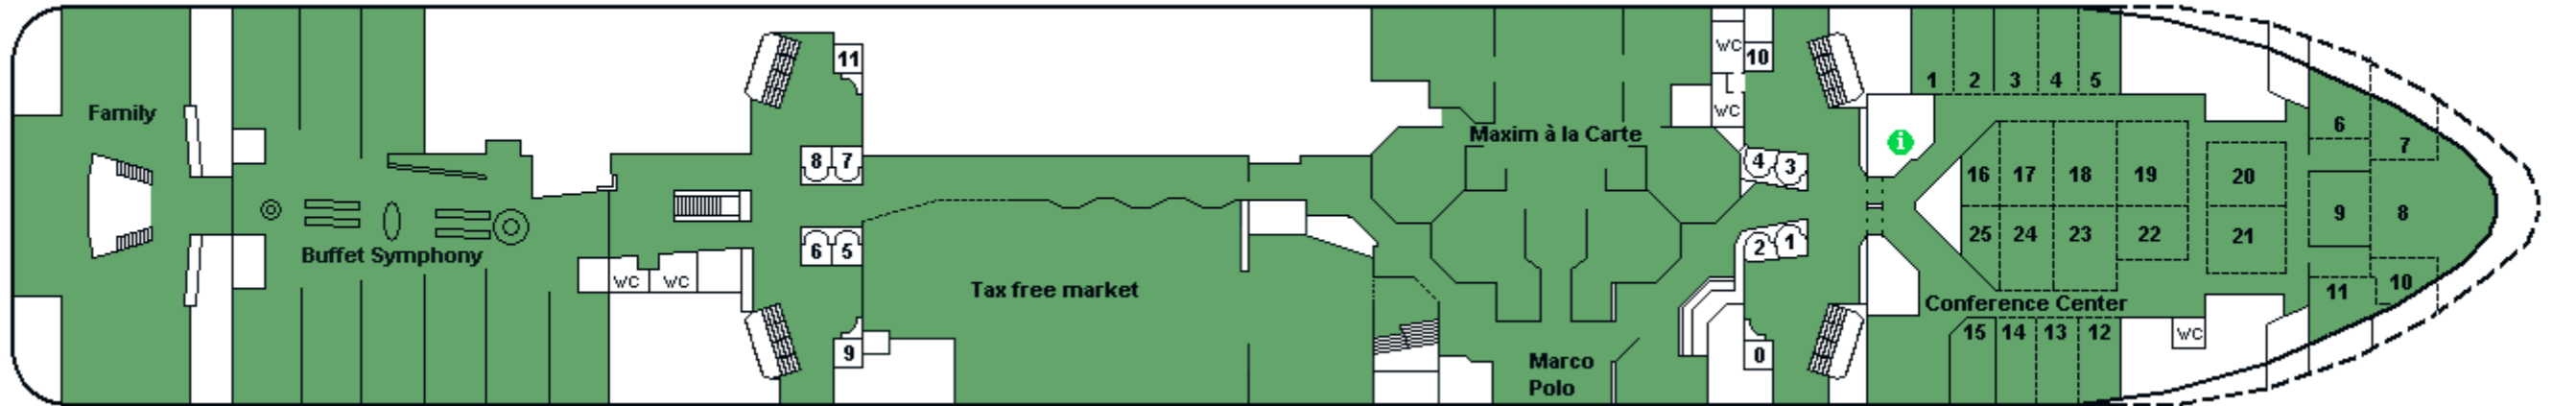 Family
Buffet Symphony
WC
WC
11
8
7
6
5
9
Tax free market
Maxim à la Carte
Marco
Polo
WC
WC
10
4
3
2
1
0
i
Conference Center
1
2
3
4
5
16
17
18
19
20
25
24
23
22
21
15
14
13
12
WC
6
7
9
8
11
10